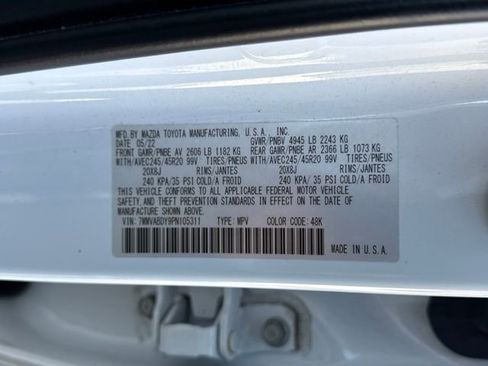 MFD.BY MAZDA TOYOTA MANUFACTURING, U.S.A., INC.
DATE 05/22 GVWR/PNBV 4945 LB 2243 KG
FRONT GAWR/PNBE AV 2606 LB 1182 KG REAR GAWR/PNBE AR 2366 LB 1073 KG
WITH/AVEC245/45R20 99V TIRES/PNEUS WITH/AVEC245/45R20 99V TIRES/PNEUS
20X8J RIMS/JANTES 20X8J RIMS/JANTES
240 KPA/35 PSI COLD/A FROID 240 KPA/35 PSI COLD/A FROID
THIS VEHICLE CONFORMS TO ALL APPLICABLE FEDERAL MOTOR VEHICLE
SAFETY, AND THEFT PREVENTION STANDARDS IN EFFECT ON THE DATE OF
MANUFACTURE SHOWN ABOVE.
VIN: 7MMVABDY9PN105311 TYPE: MPV COLOR CODE: 48K
MADE IN U.S.A.